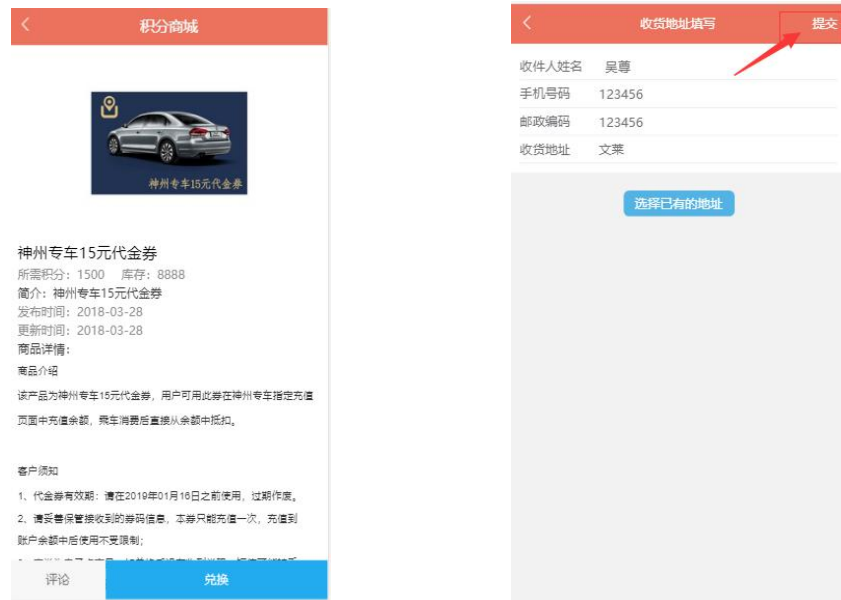 积分商城
神州专车15元代金券
神州专车15元代金券
所需积分：1500 库存：8888
简介：神州专车15元代金券
发布时间：2018-03-28
更新时间：2018-03-28
商品详情：
商品介绍
该产品为神州专车15元代金券，用户可用此券在神州专车指定充值
页面中充值余额，乘车消费后直接从余额中抵扣。
客户须知
1、代金券有效期：请在2019年01月16日之前使用，过期作废。
2、请妥善保管接收到的券码信息，本券只能充值一次，充值到
账户余额中后使用不受限制；
评论 兑换
收货地址填写 提交
收件人姓名 吴尊
手机号码 123456
邮政编码 123456
收货地址 文莱
选择已有的地址